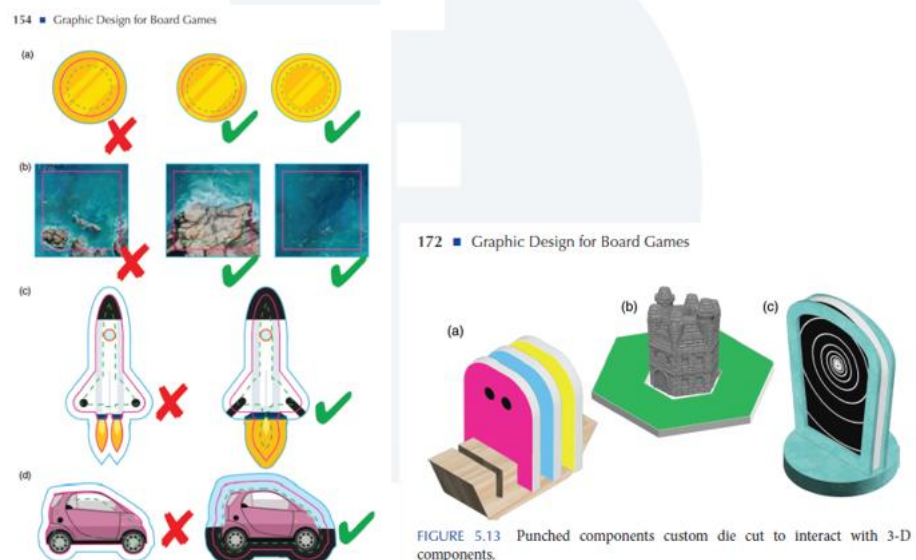 154 ■ Graphic Design for Board Games
(a)
(b)
(c)
(d)
172 ■ Graphic Design for Board Games
(a)
(b)
(c)
FIGURE 5.13 Punched components custom die cut to interact with 3-D
components.